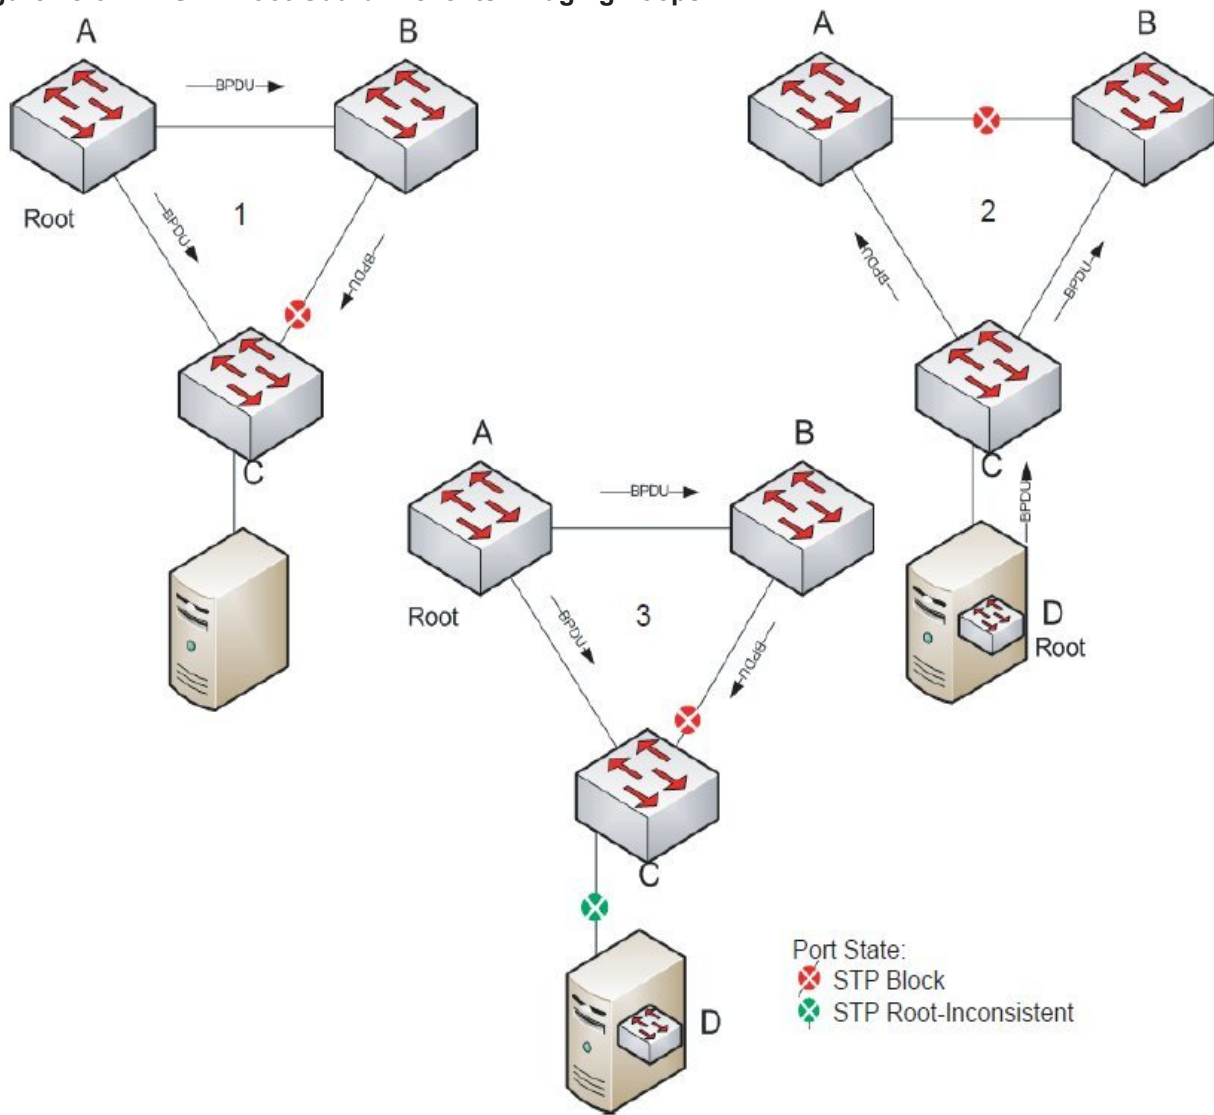 A
B
BPDU
BPDU
BPDU
Root
1
C
A
B
2
BPDU
BPDU
C
BPDU
D
Root
A
B
BPDU
BPDU
BPDU
Root
3
C
D
Port State:
STP Block
STP Root-Inconsistent